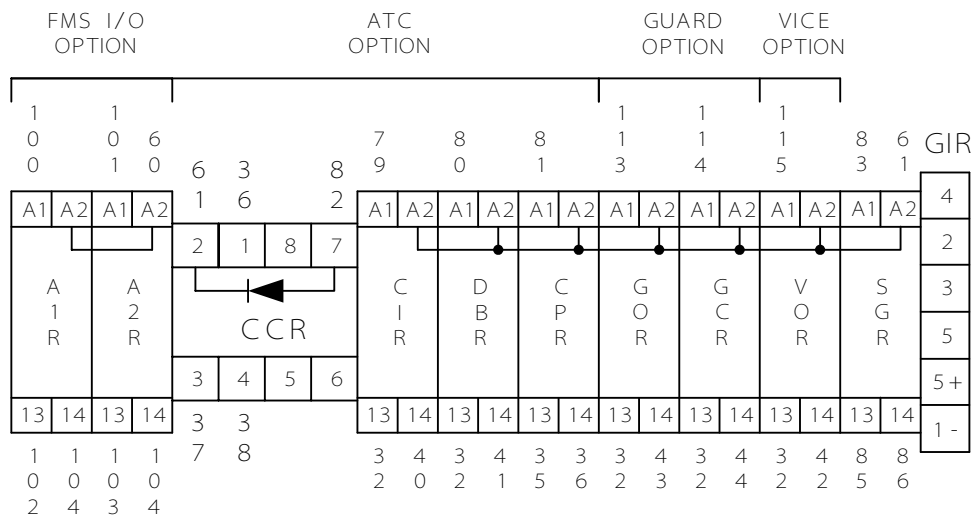 FMS I/O OPTION
ATC OPTION
GUARD OPTION
VICE OPTION
100 101 60 61 36 82 79 80 81 113 114 115 83 61
GIR
A1 A2 A1 A2 A1 A2 A1 A2 A1 A2 A1 A2 A1 A2 A1 A2 A1 A2
2 1 8 7
A1R A2R CCR CIR DBR CPR GOR GCR VOR SGR
3 4 5 6
13 14 13 14 13 14 13 14 13 14 13 14 13 14 13 14 13 14
4
2
3
5
5+
1-
102 104 103 104 37 38 32 40 32 41 35 36 32 43 32 44 32 42 85 86